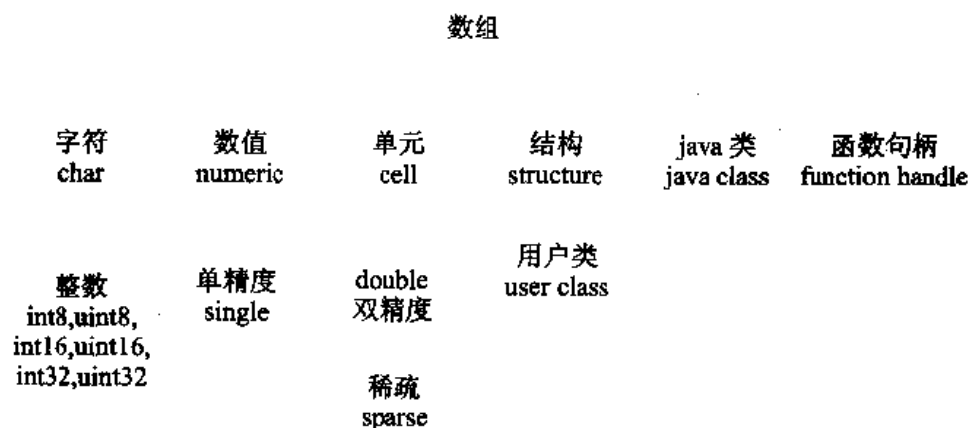 数组
字符 数值 单元 结构 java 类 函数句柄
char numeric cell structure java class function handle
用户类
user class
整数 单精度 double
int8,uint8, single 双精度
int16,uint16,
int32,uint32
稀疏
sparse